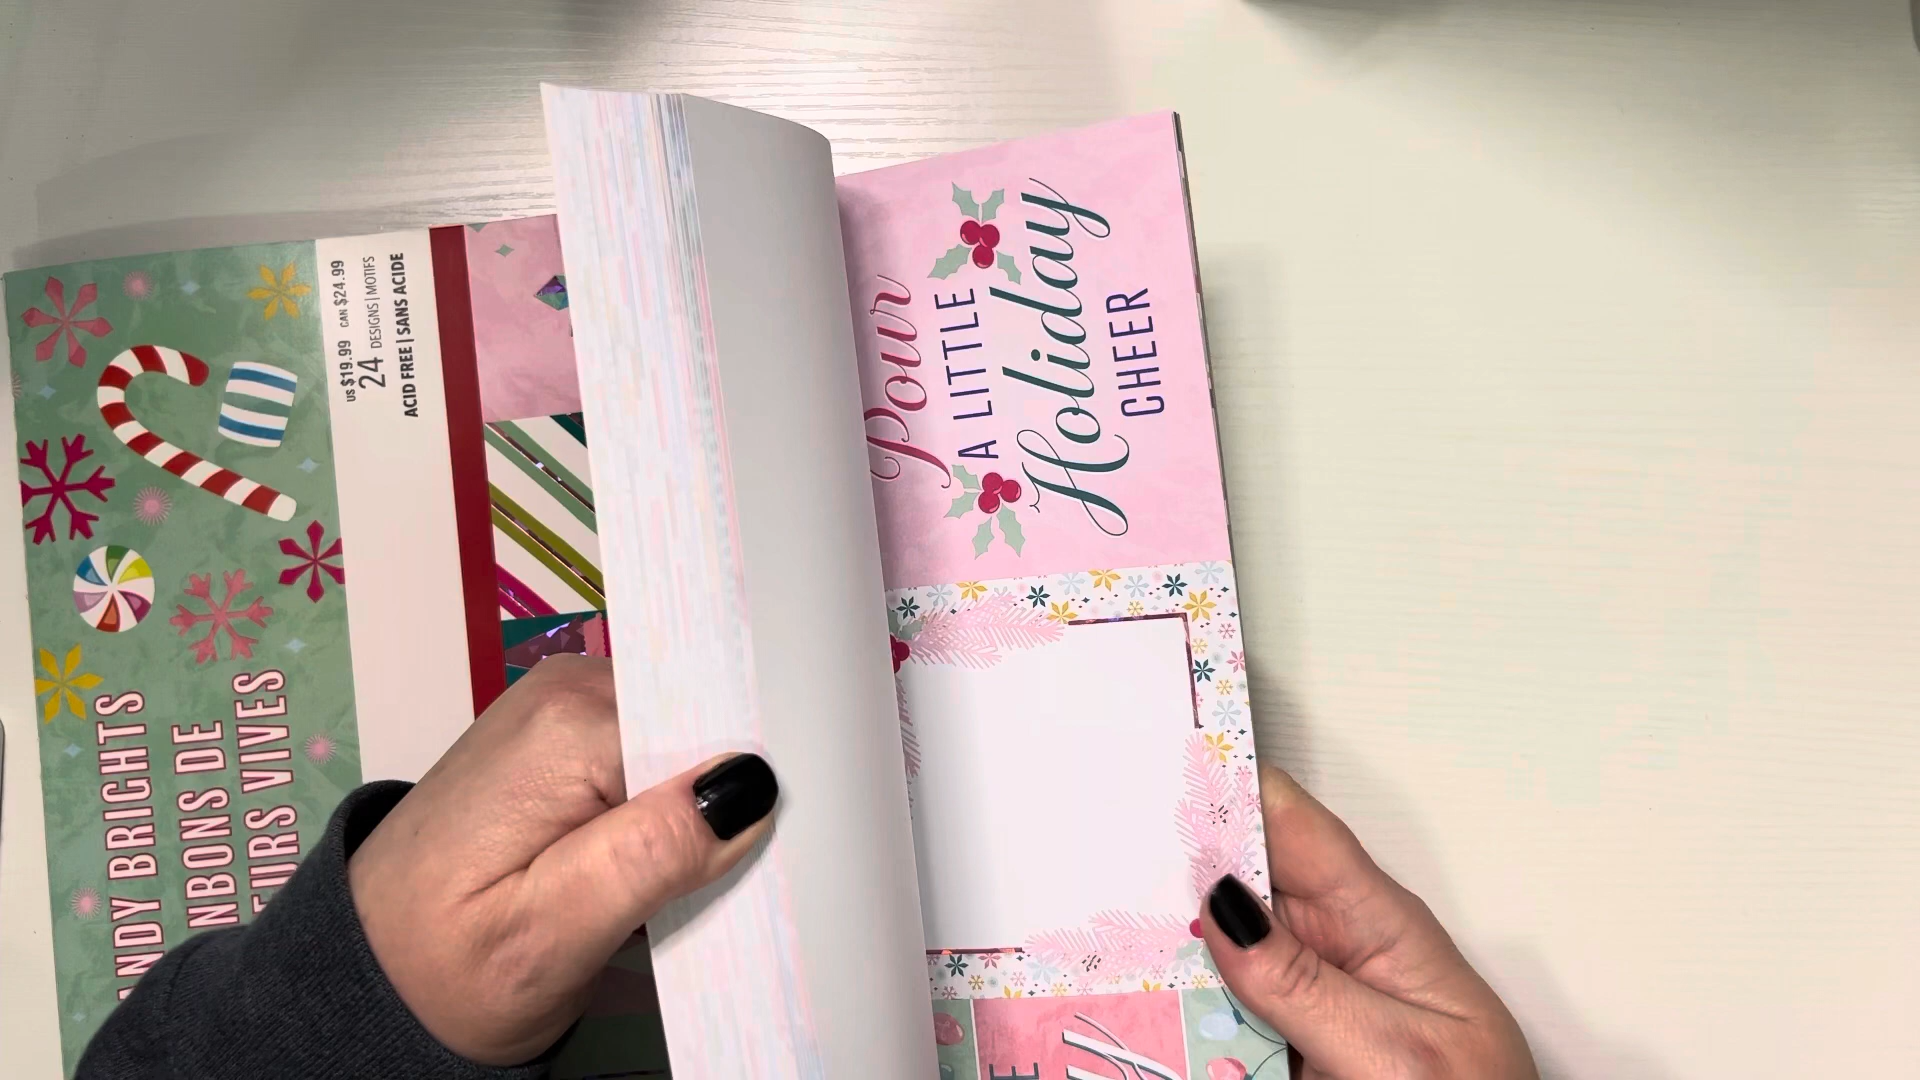 US $19.99 CAN $24.99
24 DESIGNS | MOTIFS
ACID FREE | SANS ACIDE
ANDY BRIGHTS
NBONS DE
EURS VIVES
Pour
A LITTLE
Holiday
CHEER